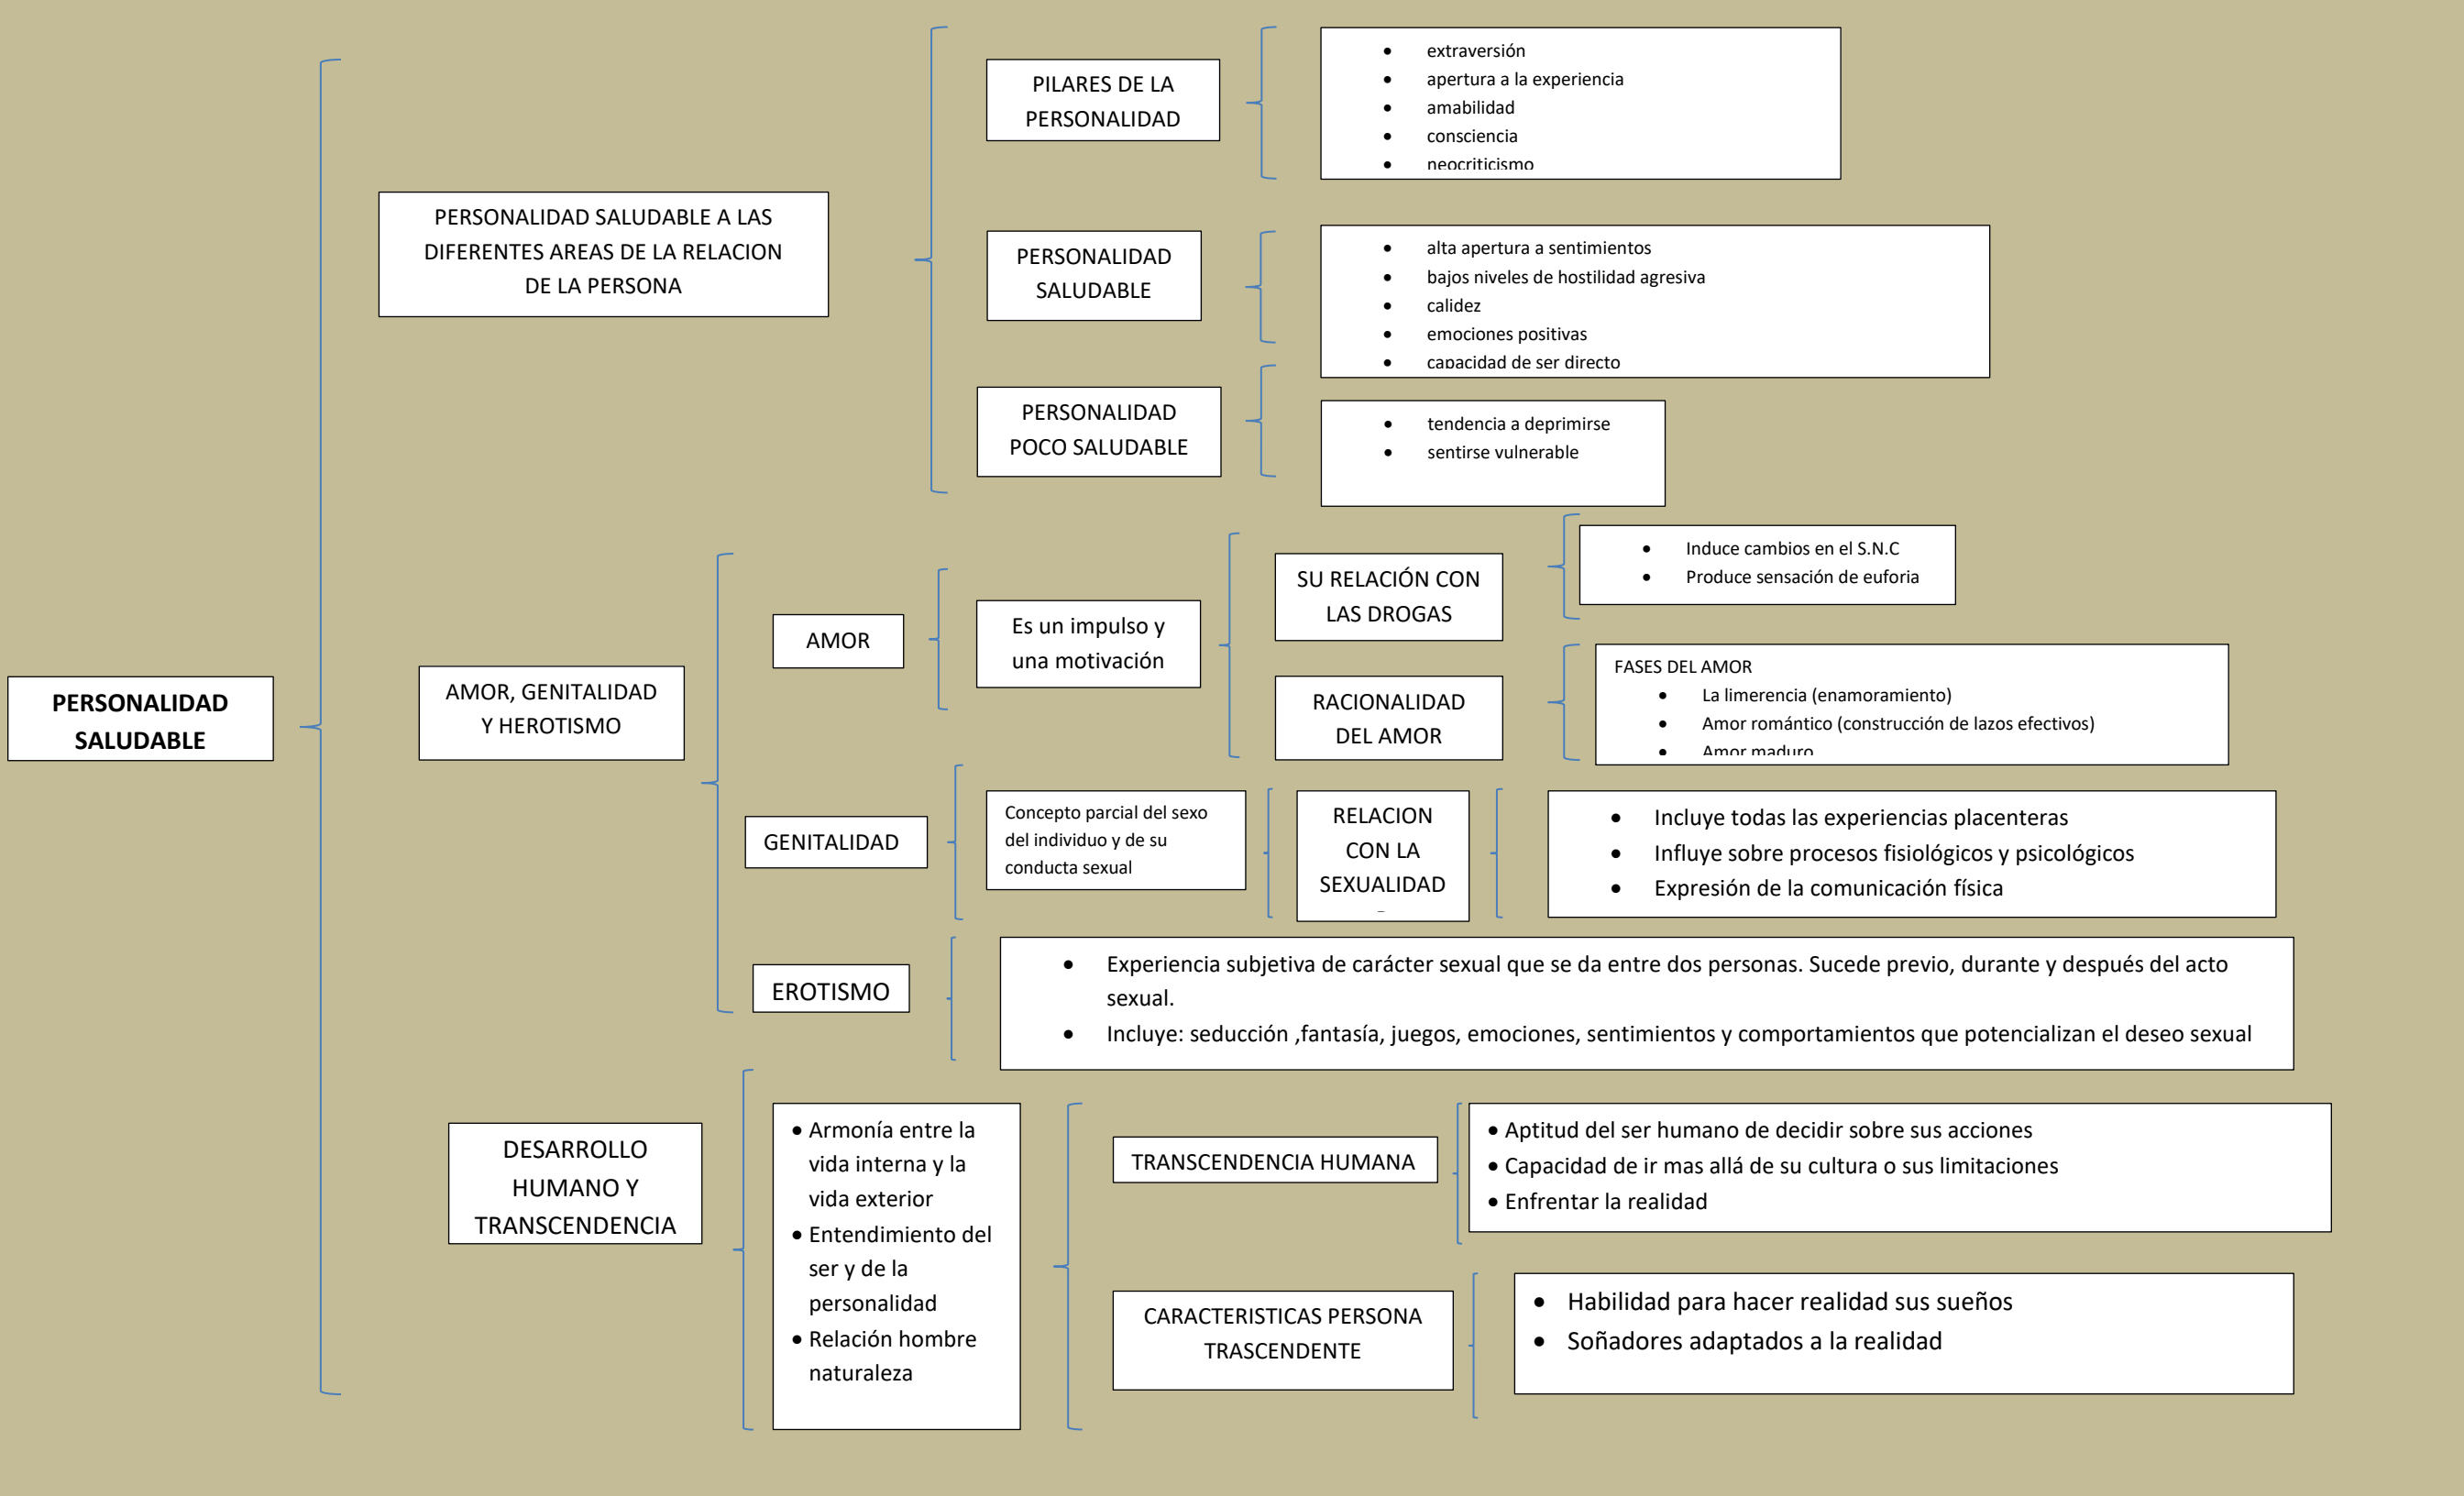 PERSONALIDAD
SALUDABLE
PERSONALIDAD SALUDABLE A LAS
DIFERENTES AREAS DE LA RELACION
DE LA PERSONA
PILARES DE LA
PERSONALIDAD
• extraversión
• apertura a la experiencia
• amabilidad
• consciencia
• neocriticismo
PERSONALIDAD
SALUDABLE
• alta apertura a sentimientos
• bajos niveles de hostilidad agresiva
• calidez
• emociones positivas
• capacidad de ser directo
PERSONALIDAD
POCO SALUDABLE
• tendencia a deprimirse
• sentirse vulnerable
AMOR, GENITALIDAD
Y HEROTISMO
AMOR
Es un impulso y
una motivación
SU RELACIÓN CON
LAS DROGAS
• Induce cambios en el S.N.C
• Produce sensación de euforia
RACIONALIDAD
DEL AMOR
FASES DEL AMOR
• La limerencia (enamoramiento)
• Amor romántico (construcción de lazos efectivos)
• Amor maduro
GENITALIDAD
Concepto parcial del sexo
del individuo y de su
conducta sexual
RELACION
CON LA
SEXUALIDAD
• Incluye todas las experiencias placenteras
• Influye sobre procesos fisiológicos y psicológicos
• Expresión de la comunicación física
EROTISMO
• Experiencia subjetiva de carácter sexual que se da entre dos personas. Sucede previo, durante y después del acto
sexual.
• Incluye: seducción ,fantasía, juegos, emociones, sentimientos y comportamientos que potencializan el deseo sexual
DESARROLLO
HUMANO Y
TRANSCENDENCIA
• Armonía entre la
vida interna y la
vida exterior
• Entendimiento del
ser y de la
personalidad
• Relación hombre
naturaleza
TRANSCENDENCIA HUMANA
• Aptitud del ser humano de decidir sobre sus acciones
• Capacidad de ir mas allá de su cultura o sus limitaciones
• Enfrentar la realidad
CARACTERISTICAS PERSONA
TRASCENDENTE
• Habilidad para hacer realidad sus sueños
• Soñadores adaptados a la realidad